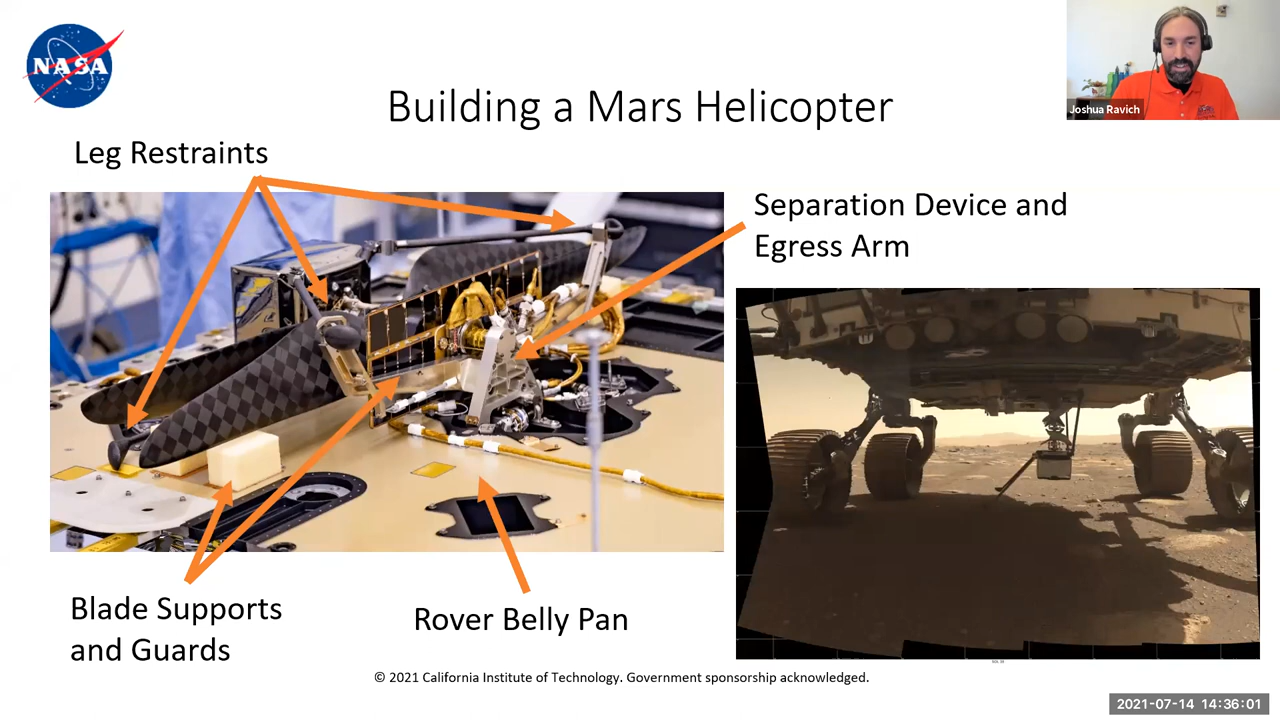 NASA
Building a Mars Helicopter
Joshua Ravich
Leg Restraints
Separation Device and
Egress Arm
Blade Supports
and Guards
Rover Belly Pan
© 2021 California Institute of Technology. Government sponsorship acknowledged.
2021-07-14 14:36:01